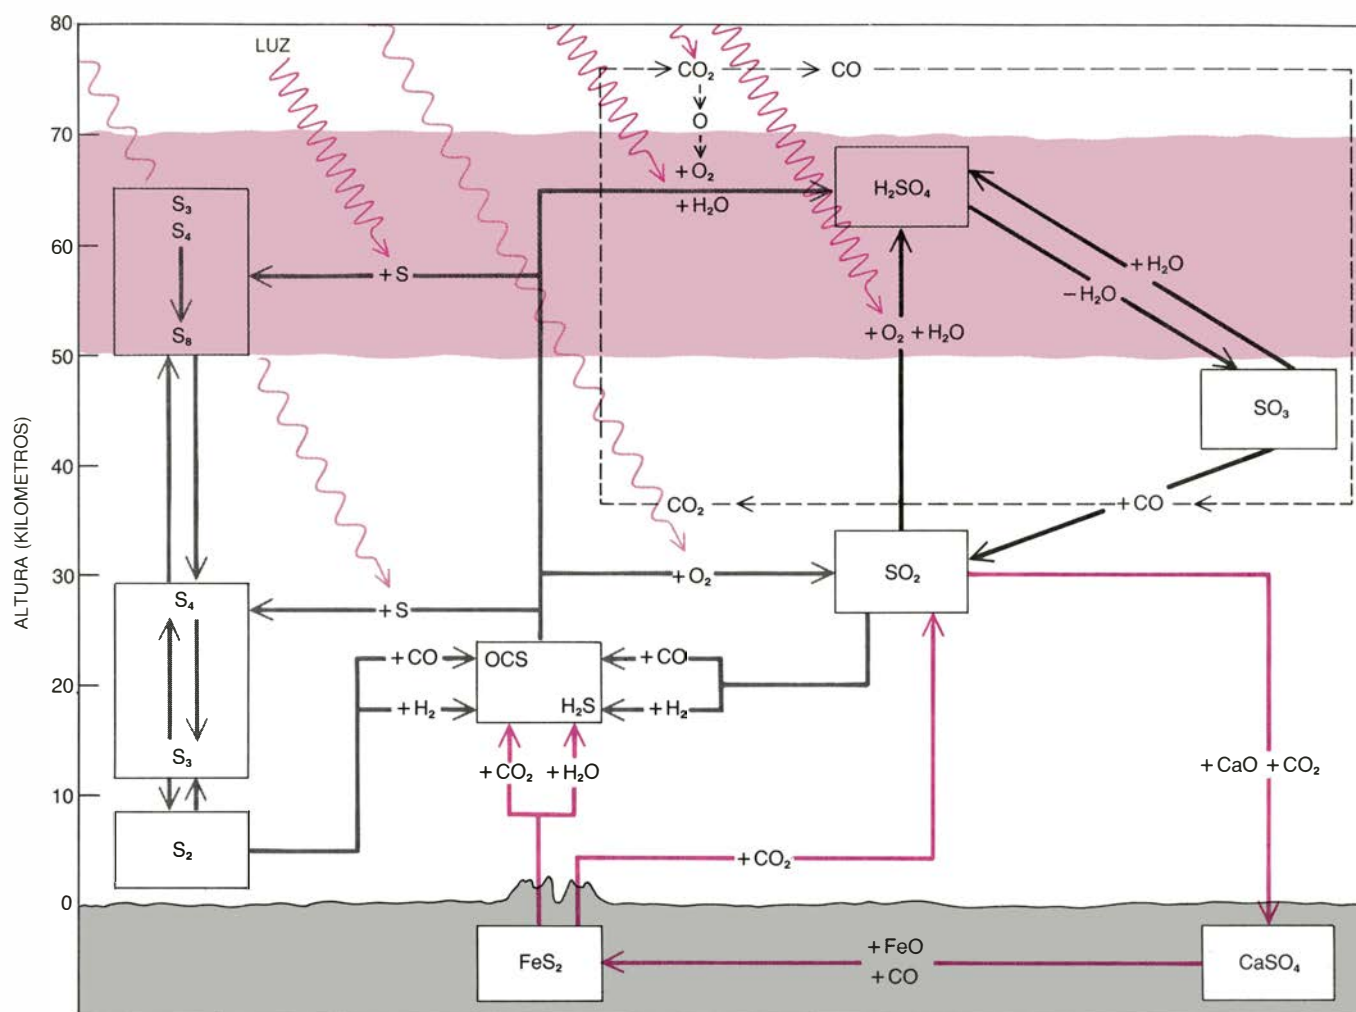 80
LUZ
CO₂
CO
O
70
+O₂
+H₂O
H₂SO₄
S₃
S₄
60
+S
+H₂O
−H₂O
S₈
+O₂ +H₂O
50
SO₃
40
CO₂
+CO
ALTURA (KILOMETROS)
30
+O₂
SO₂
S₄
+S
+CO
OCS
+CO
20
+H₂
H₂S
+H₂
S₃
+CO₂
+H₂O
+CaO +CO₂
10
S₂
+CO₂
0
FeS₂
+FeO
+CO
CaSO₄